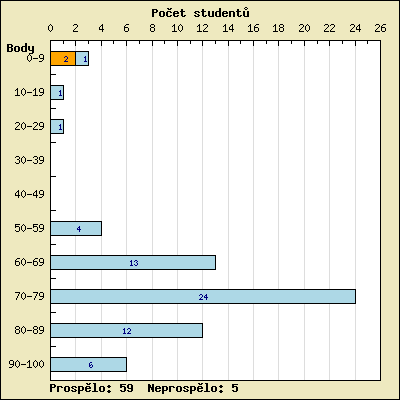 Počet studentů
0 2 4 6 8 10 12 14 16 18 20 22 24 26
Body
0-9 2 1
10-19 1
20-29 1
30-39
40-49
50-59 4
60-69 13
70-79 24
80-89 12
90-100 6
Prospělo: 59 Neprospělo: 5